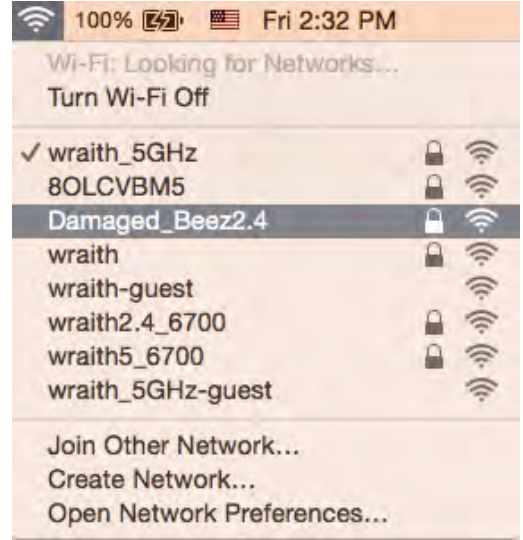 100% Fri 2:32 PM
Wi-Fi: Looking for Networks...
Turn Wi-Fi Off
wraith_5GHz
8OLCVBM5
Damaged_Beez2.4
wraith
wraith-guest
wraith2.4_6700
wraith5_6700
wraith_5GHz-guest
Join Other Network...
Create Network...
Open Network Preferences...